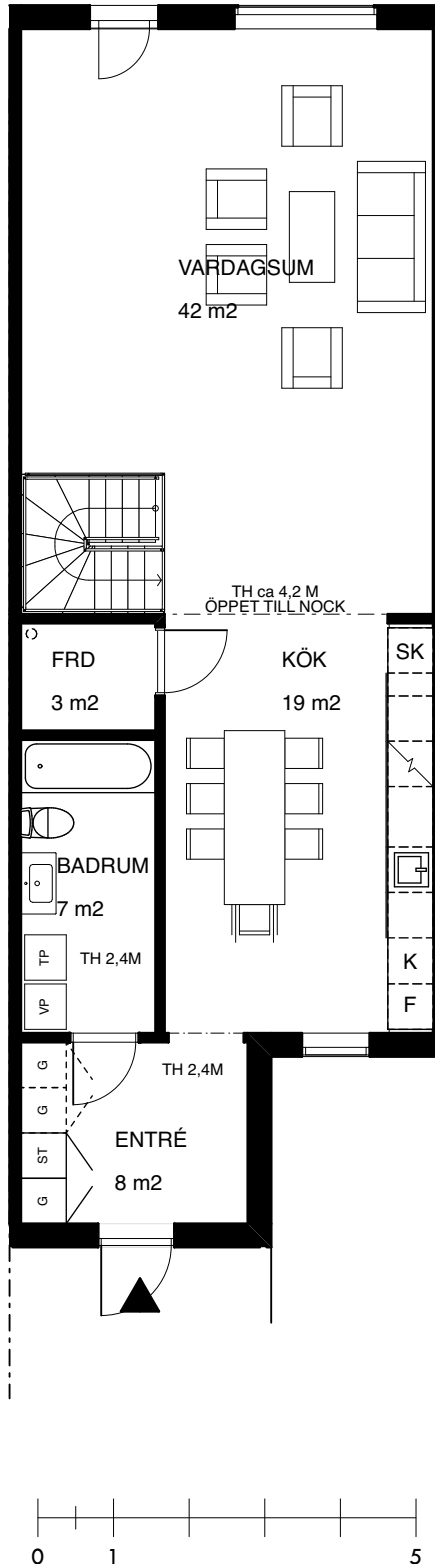 VARDAGSUM
42 m2
TH ca 4,2 M
ÖPPET TILL NOCK
FRD
3 m2
KÖK
19 m2
SK
BADRUM
7 m2
TP
TH 2,4M
VP
K
F
G
TH 2,4M
G
ENTRÉ
ST
8 m2
G
0 1 5